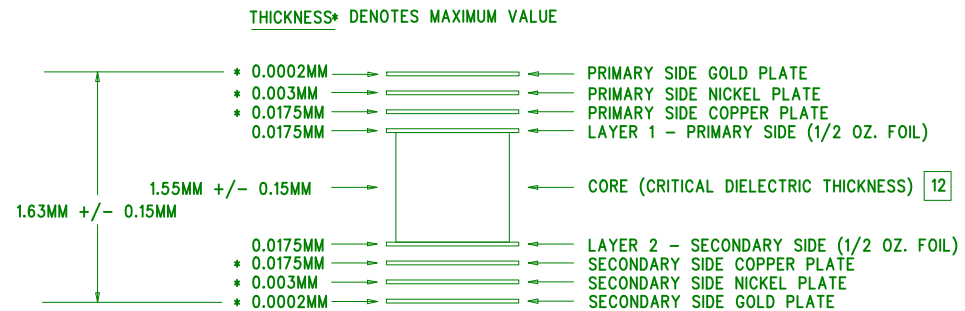 THICKNESS* DENOTES MAXIMUM VALUE
* 0.0002MM PRIMARY SIDE GOLD PLATE
* 0.003MM PRIMARY SIDE NICKEL PLATE
* 0.0175MM PRIMARY SIDE COPPER PLATE
0.0175MM LAYER 1 - PRIMARY SIDE (1/2 OZ. FOIL)
1.55MM +/- 0.15MM CORE (CRITICAL DIELECTRIC THICKNESS) 12
1.63MM +/- 0.15MM
0.0175MM LAYER 2 - SECONDARY SIDE (1/2 OZ. FOIL)
* 0.0175MM SECONDARY SIDE COPPER PLATE
* 0.003MM SECONDARY SIDE NICKEL PLATE
* 0.0002MM SECONDARY SIDE GOLD PLATE